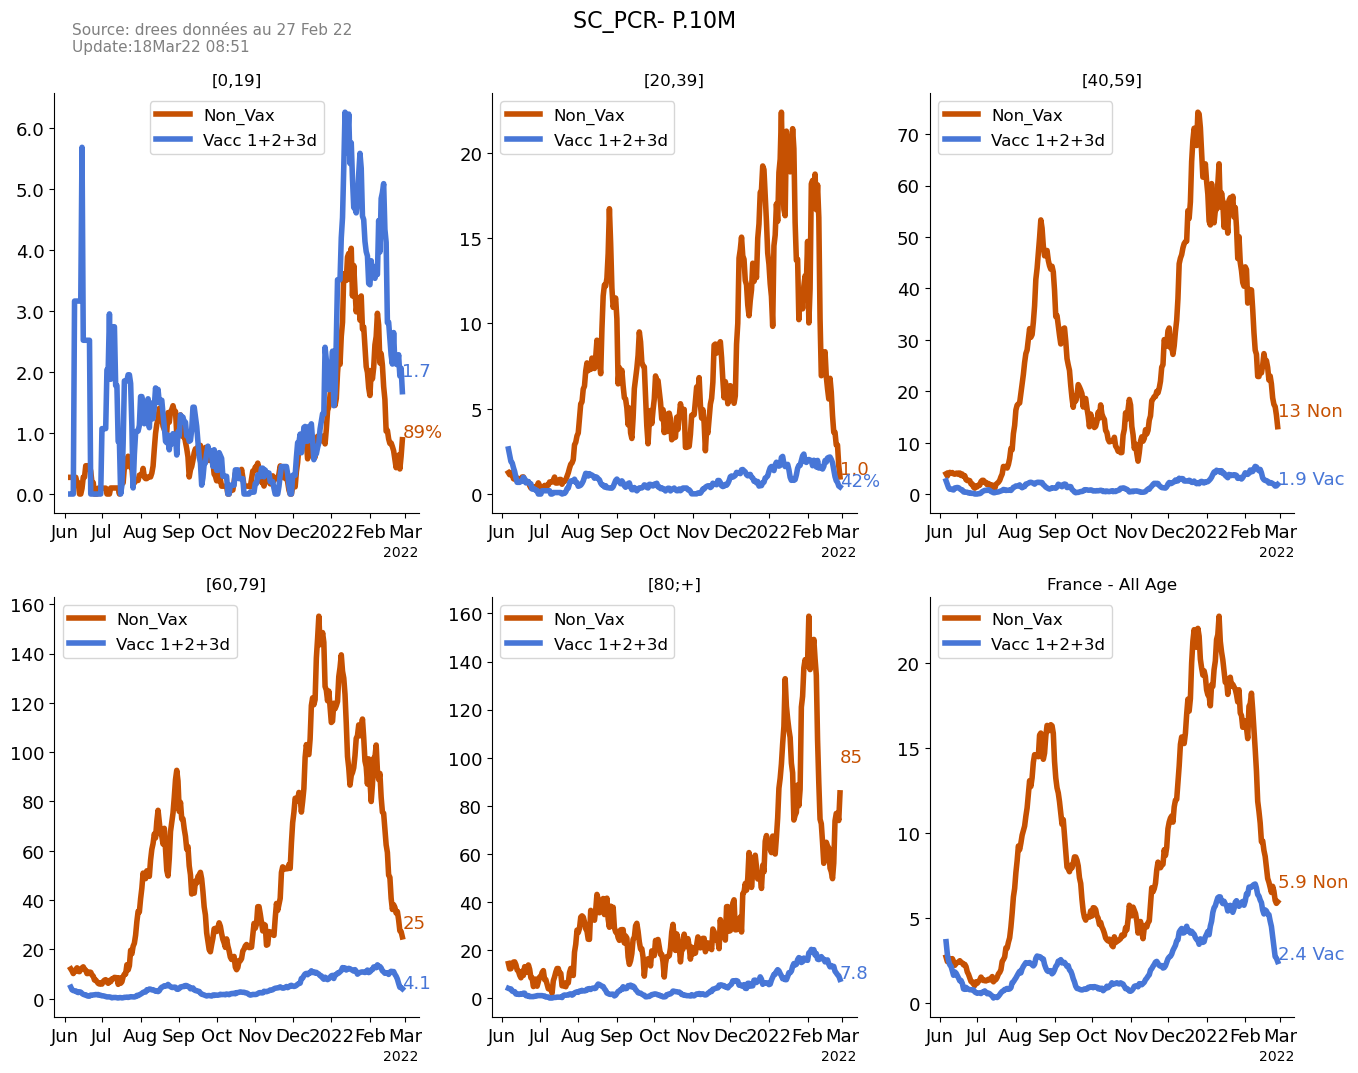 SC_PCR- P.10M
Source: drees données au 27 Feb 22
Update:18Mar22 08:51
[0,19]
Non_Vax
Vacc 1+2+3d
6.0
5.0
4.0
3.0
2.0
1.0
0.0
1.7
89%
Jun Jul Aug Sep Oct Nov Dec 2022 Feb Mar
2022
[20,39]
Non_Vax
Vacc 1+2+3d
20
15
10
5
0
1.0
42%
Jun Jul Aug Sep Oct Nov Dec 2022 Feb Mar
2022
[40,59]
Non_Vax
Vacc 1+2+3d
70
60
50
40
30
20
10
0
13 Non
1.9 Vac
Jun Jul Aug Sep Oct Nov Dec 2022 Feb Mar
2022
[60,79]
Non_Vax
Vacc 1+2+3d
160
140
120
100
80
60
40
20
0
25
4.1
Jun Jul Aug Sep Oct Nov Dec 2022 Feb Mar
2022
[80;+]
Non_Vax
Vacc 1+2+3d
160
140
120
100
80
60
40
20
0
85
7.8
Jun Jul Aug Sep Oct Nov Dec 2022 Feb Mar
2022
France - All Age
Non_Vax
Vacc 1+2+3d
20
15
10
5
0
5.9 Non
2.4 Vac
Jun Jul Aug Sep Oct Nov Dec 2022 Feb Mar
2022